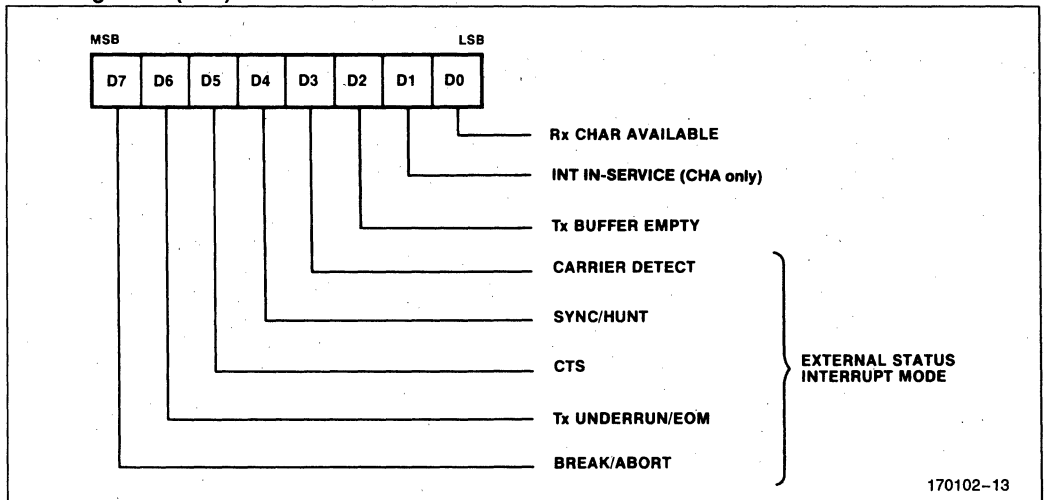 MSB LSB
D7 D6 D5 D4 D3 D2 D1 D0
Rx CHAR AVAILABLE
INT IN-SERVICE (CHA only)
Tx BUFFER EMPTY
CARRIER DETECT
SYNC/HUNT
CTS
EXTERNAL STATUS
INTERRUPT MODE
Tx UNDERRUN/EOM
BREAK/ABORT
170102–13